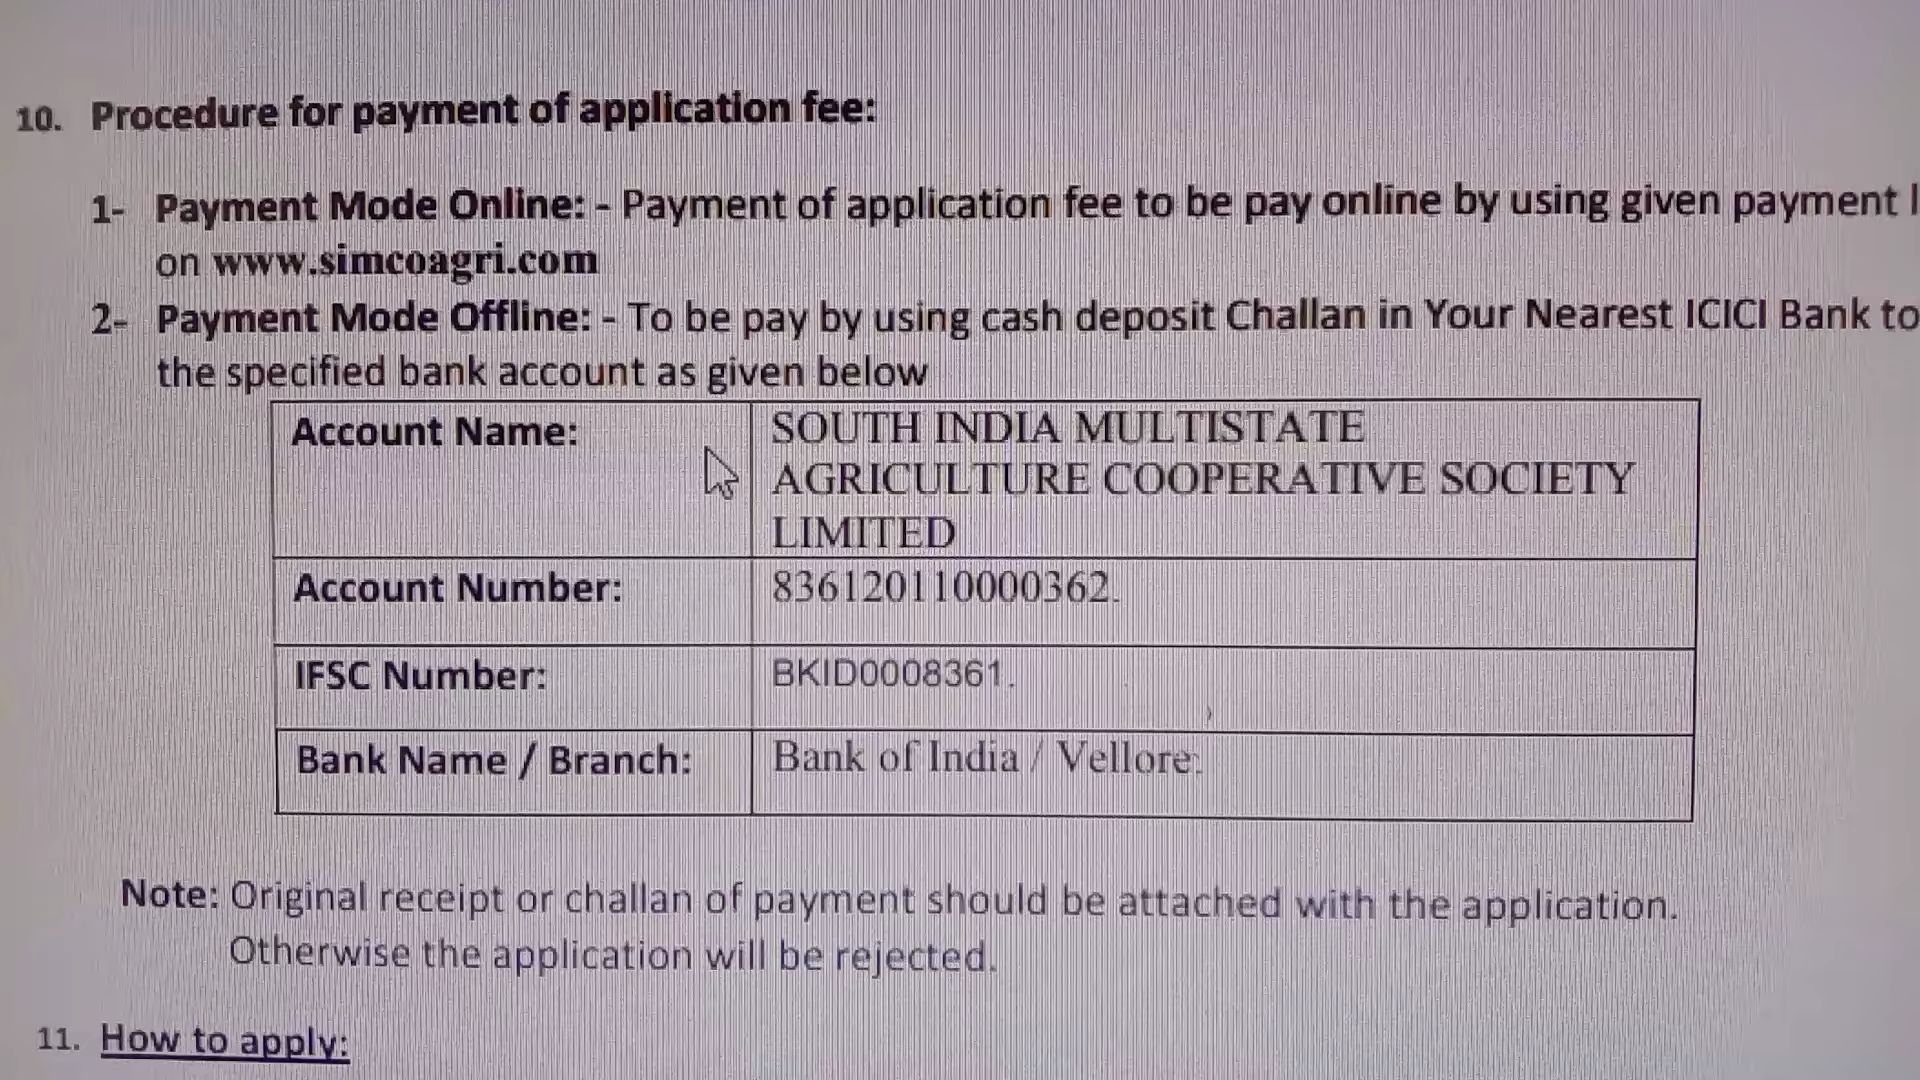 10. Procedure for payment of application fee:
1- Payment Mode Online: - Payment of application fee to be pay online by using given payment
on www.simcoagri.com
2- Payment Mode Offline: - To be pay by using cash deposit Challan in Your Nearest ICICI Bank to
the specified bank account as given below
Account Name: SOUTH INDIA MULTISTATE
AGRICULTURE COOPERATIVE SOCIETY
LIMITED
Account Number: 836120110000362.
IFSC Number: BKID0008361.
Bank Name / Branch: Bank of India / Vellore.
Note: Original receipt or challan of payment should be attached with the application.
Otherwise the application will be rejected.
11. How to apply: